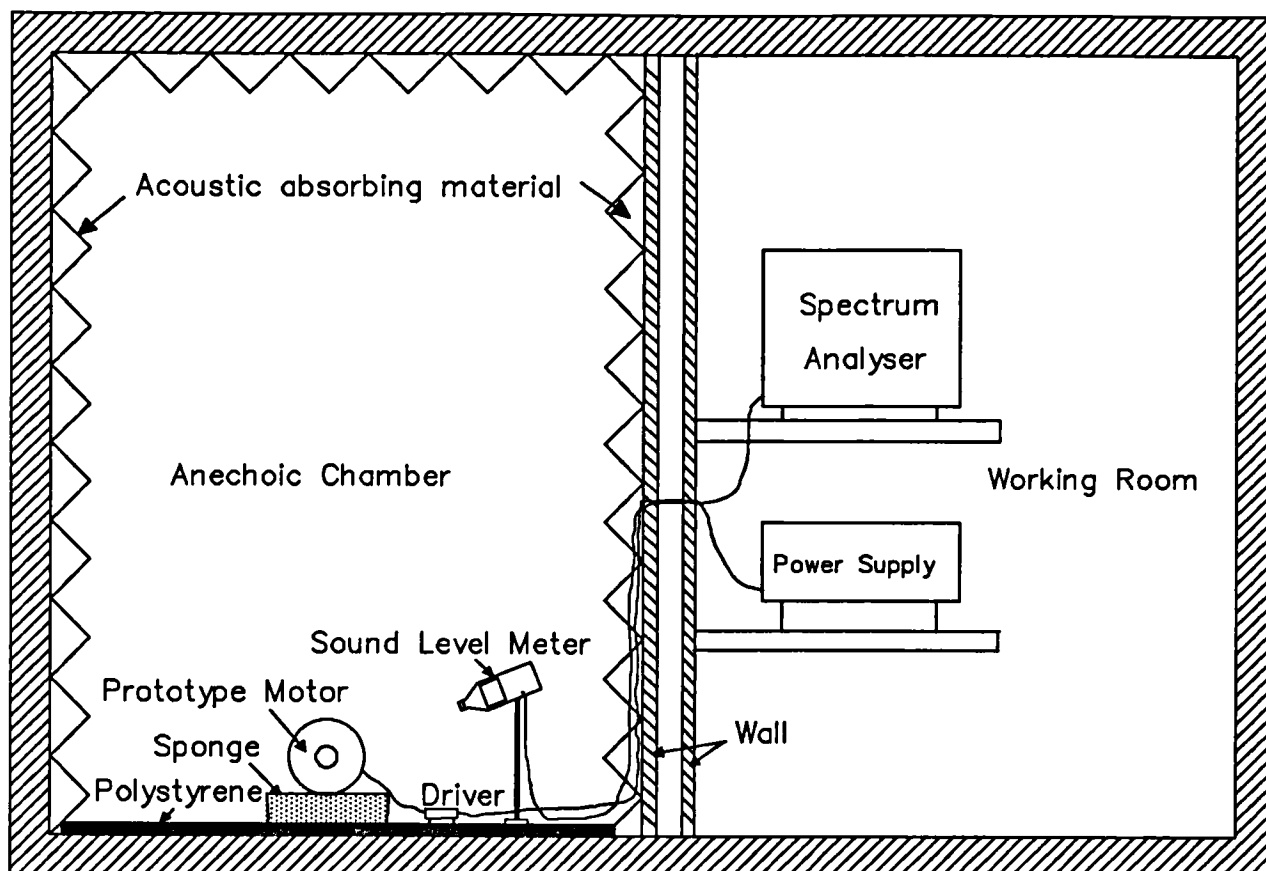 Acoustic absorbing material
Spectrum
Analyser
Anechoic Chamber
Working Room
Power Supply
Sound Level Meter
Prototype Motor
Sponge
Wall
Polystyrene
Driver